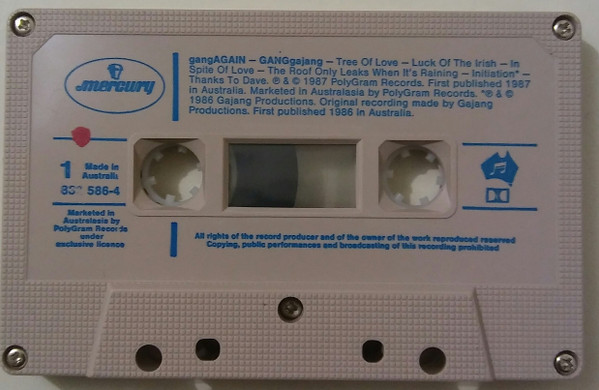 mercury
gangAGAIN — GANGgajang — Tree Of Love — Luck Of The Irish — In
Spite Of Love — The Roof Only Leaks When It's Raining — Initiation* —
Thanks To Dave. ℗ & © 1987 PolyGram Records. First published 1987
in Australia. Marketed in Australasia by PolyGram Records. *℗ & ©
1986 Gajang Productions. Original recording made by Gajang
Productions. First published 1986 in Australia.
1
Made in
Australia
586-4
Marketed in
Australasia by
PolyGram Records
under
exclusive licence
All rights of the record producer and of the owner of the work reproduced reserved
Copying, public performances and broadcasting of this recording prohibited